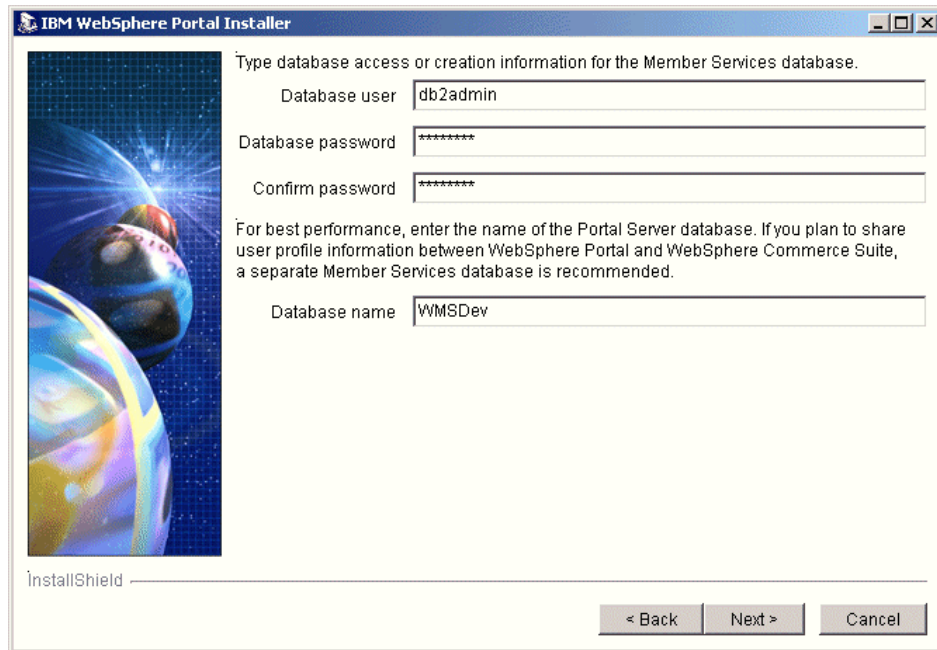 IBM WebSphere Portal Installer
Type database access or creation information for the Member Services database.
Database user db2admin
Database password ********
Confirm password ********
For best performance, enter the name of the Portal Server database. If you plan to share
user profile information between WebSphere Portal and WebSphere Commerce Suite,
a separate Member Services database is recommended.
Database name WMSDev
InstallShield
< Back Next > Cancel